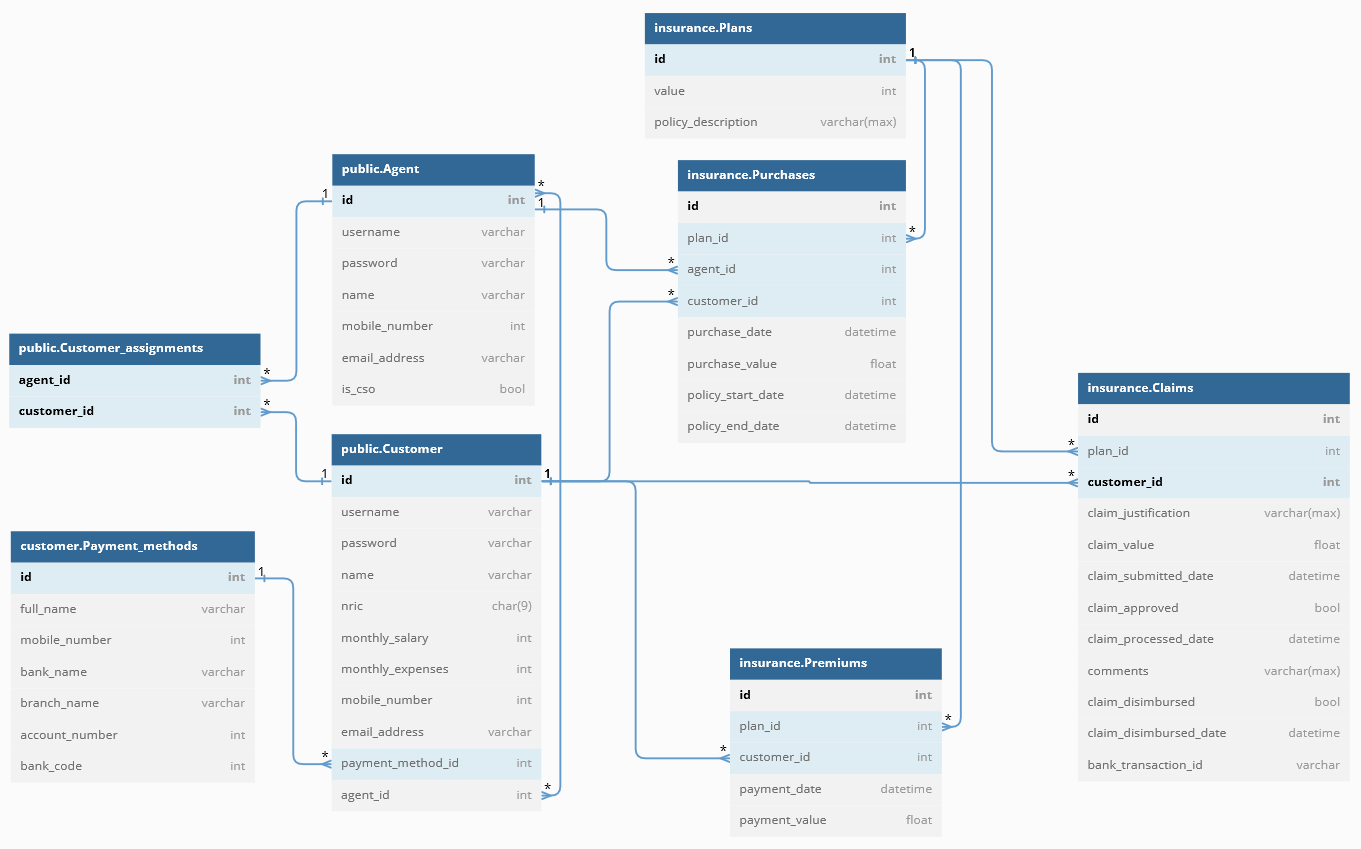 insurance.Plans
id int
value int
policy_description varchar(max)
1
public.Agent
id int
username varchar
password varchar
name varchar
mobile_number int
email_address varchar
is_cso bool
1
*
1
insurance.Purchases
id int
plan_id int
agent_id int
customer_id int
purchase_date datetime
purchase_value float
policy_start_date datetime
policy_end_date datetime
*
*
*
public.Customer_assignments
agent_id int
customer_id int
*
*
public.Customer
id int
username varchar
password varchar
name varchar
nric char(9)
monthly_salary int
monthly_expenses int
mobile_number int
email_address varchar
payment_method_id int
agent_id int
1
1
*
*
insurance.Claims
id int
plan_id int
customer_id int
claim_justification varchar(max)
claim_value float
claim_submitted_date datetime
claim_approved bool
claim_processed_date datetime
comments varchar(max)
claim_disimbursed bool
claim_disimbursed_date datetime
bank_transaction_id varchar
*
*
customer.Payment_methods
id int
full_name varchar
mobile_number int
bank_name varchar
branch_name varchar
account_number int
bank_code int
1
insurance.Premiums
id int
plan_id int
customer_id int
payment_date datetime
payment_value float
*
*